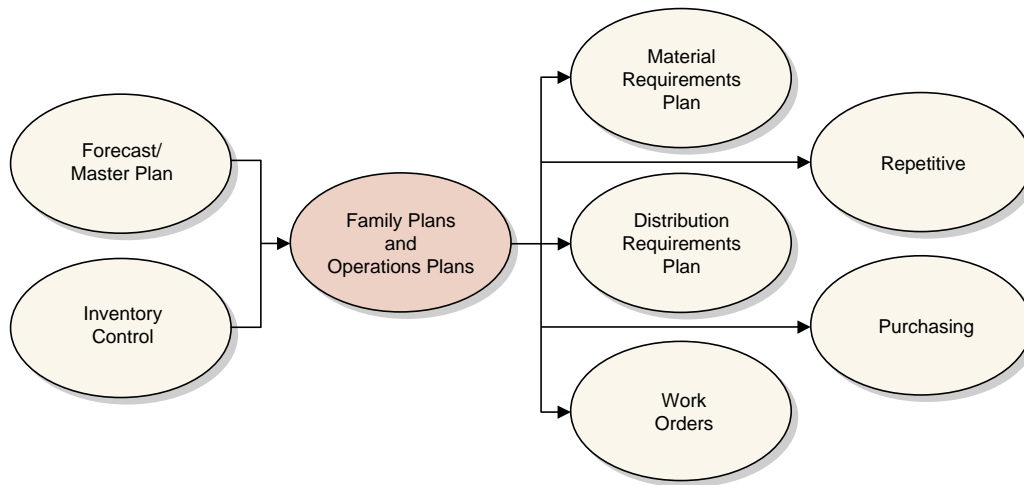 Forecast/
Master Plan
Inventory
Control
Family Plans
and
Operations Plans
Material
Requirements
Plan
Repetitive
Distribution
Requirements
Plan
Purchasing
Work
Orders